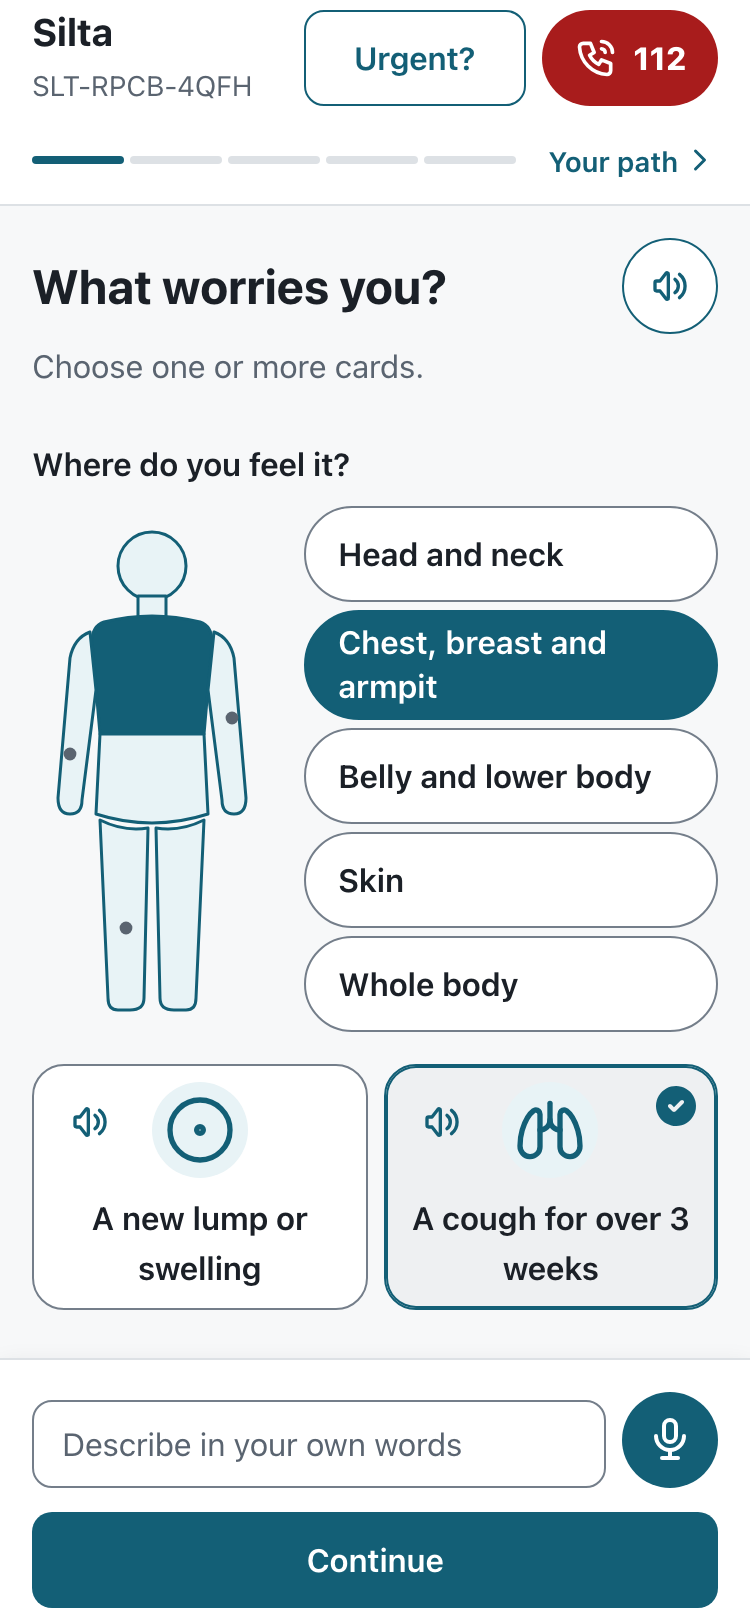 Silta
SLT-RPCB-4QFH
Urgent?
112
Your path
What worries you?
Choose one or more cards.
Where do you feel it?
Head and neck
Chest, breast and
armpit
Belly and lower body
Skin
Whole body
A new lump or
swelling
A cough for over 3
weeks
Describe in your own words
Continue